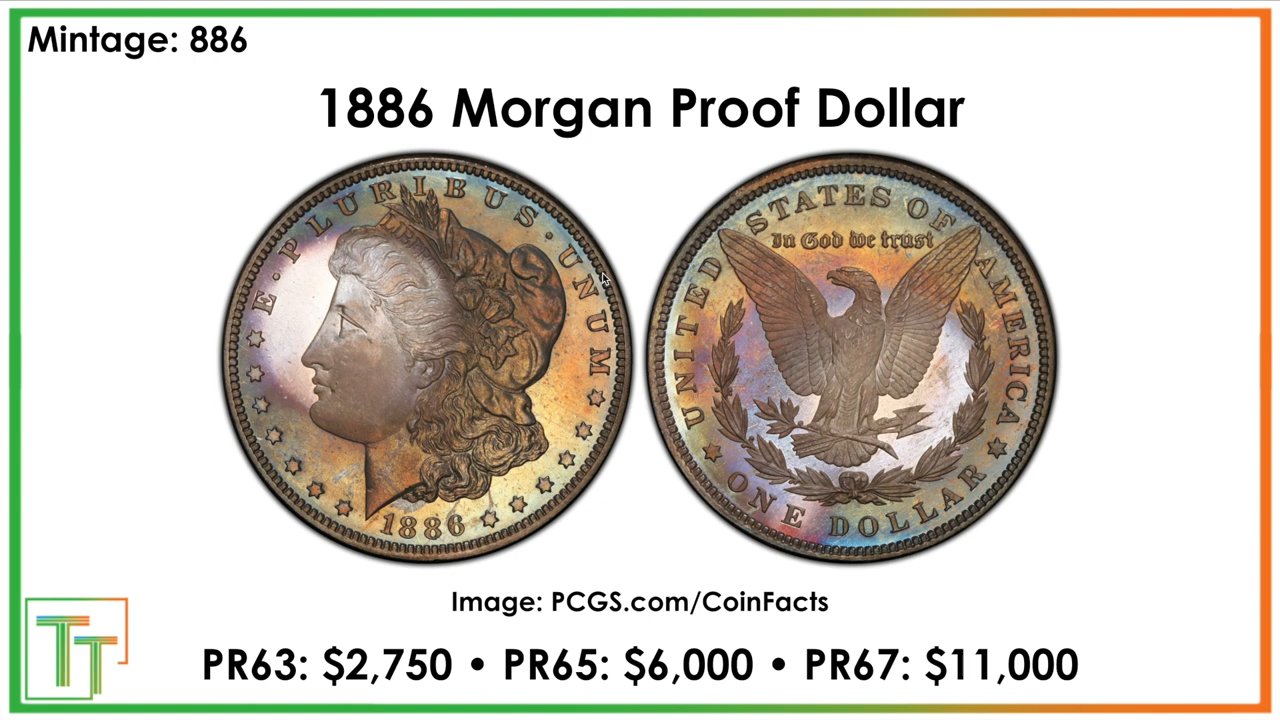 Mintage: 886
1886 Morgan Proof Dollar
E · PLURIBUS · UNUM
1886
UNITED STATES OF AMERICA
In God we trust
ONE DOLLAR
Image: PCGS.com/CoinFacts
TT
PR63: $2,750 • PR65: $6,000 • PR67: $11,000